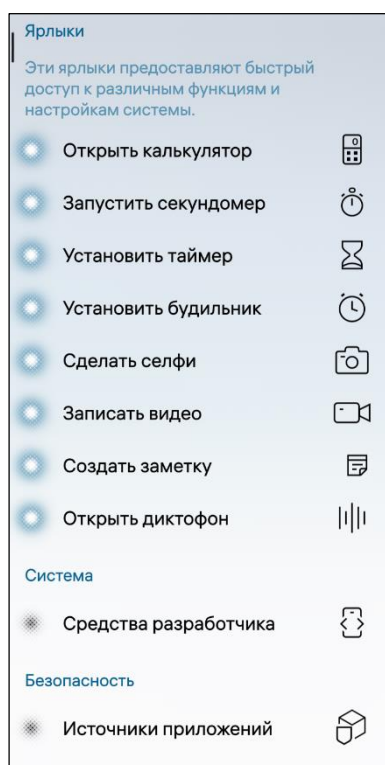 Ярлыки
Эти ярлыки предоставляют быстрый
доступ к различным функциям и
настройкам системы.
Открыть калькулятор
Запустить секундомер
Установить таймер
Установить будильник
Сделать селфи
Записать видео
Создать заметку
Открыть диктофон
Система
Средства разработчика
Безопасность
Источники приложений